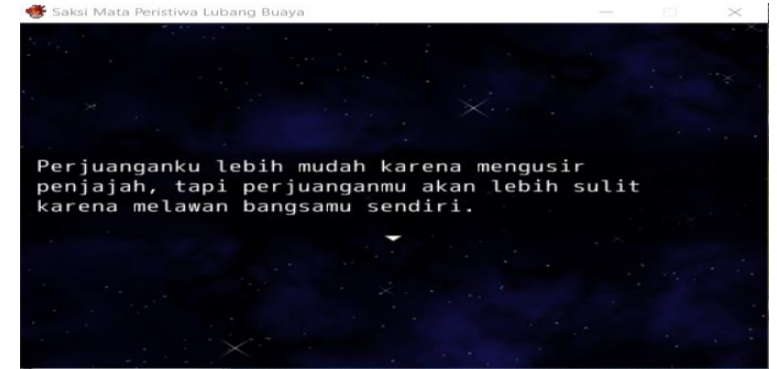 Saksi Mata Peristiwa Lubang Buaya
Perjuanganku lebih mudah karena mengusir
penjajah, tapi perjuanganmu akan lebih sulit
karena melawan bangsamu sendiri.